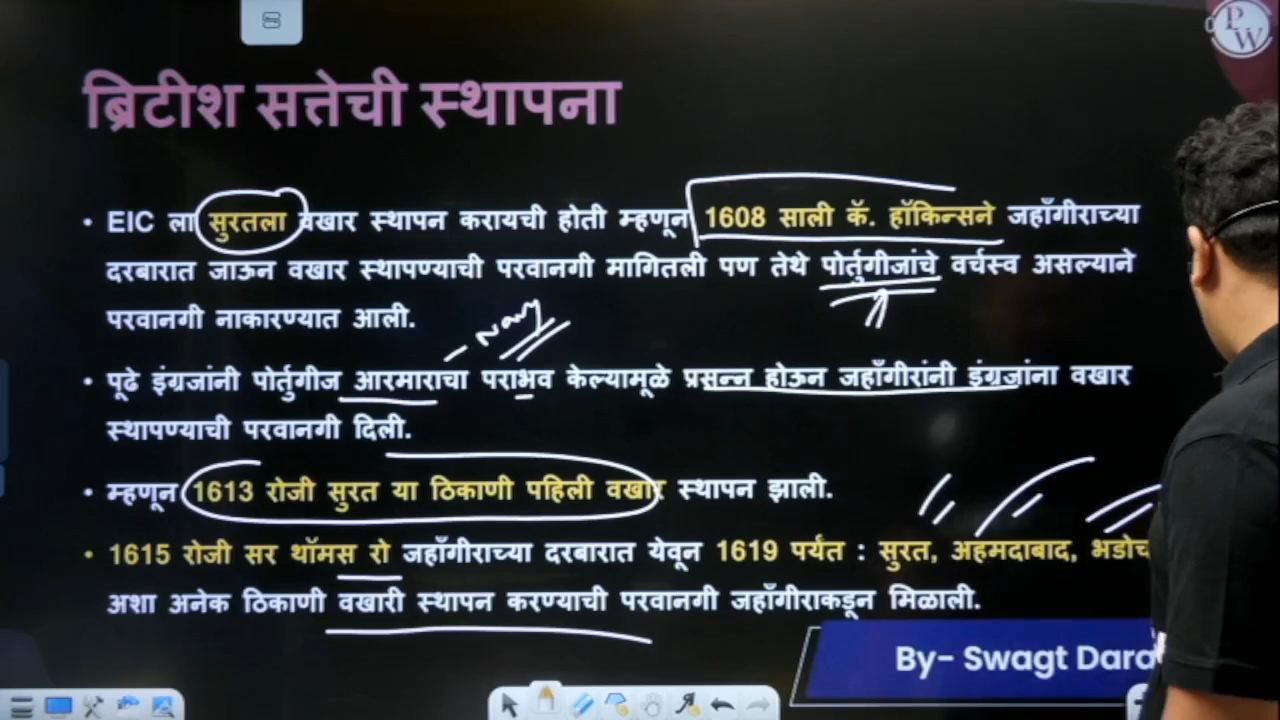 PW
ब्रिटीश सत्तेची स्थापना
• EIC ला सुरतला वखार स्थापन करायची होती म्हणून 1608 साली कॅ. हॉकिन्सने जहाँगीराच्या
दरबारात जाऊन वखार स्थापण्याची परवानगी मागितली पण तेथे पोर्तुगीजांचे वर्चस्व असल्याने
परवानगी नाकारण्यात आली.
Navy
• पूढे इंग्रजांनी पोर्तुगीज आरमाराचा पराभव केल्यामूळे प्रसन्न होऊन जहाँगीरांनी इंग्रजांना वखार
स्थापण्याची परवानगी दिली.
• म्हणून 1613 रोजी सुरत या ठिकाणी पहिली वखार स्थापन झाली.
• 1615 रोजी सर थॉमस रो जहाँगीराच्या दरबारात येवून 1619 पर्यंत : सुरत, अहमदाबाद, भडोच
अशा अनेक ठिकाणी वखारी स्थापन करण्याची परवानगी जहाँगीराकडून मिळाली.
By- Swagt Dara